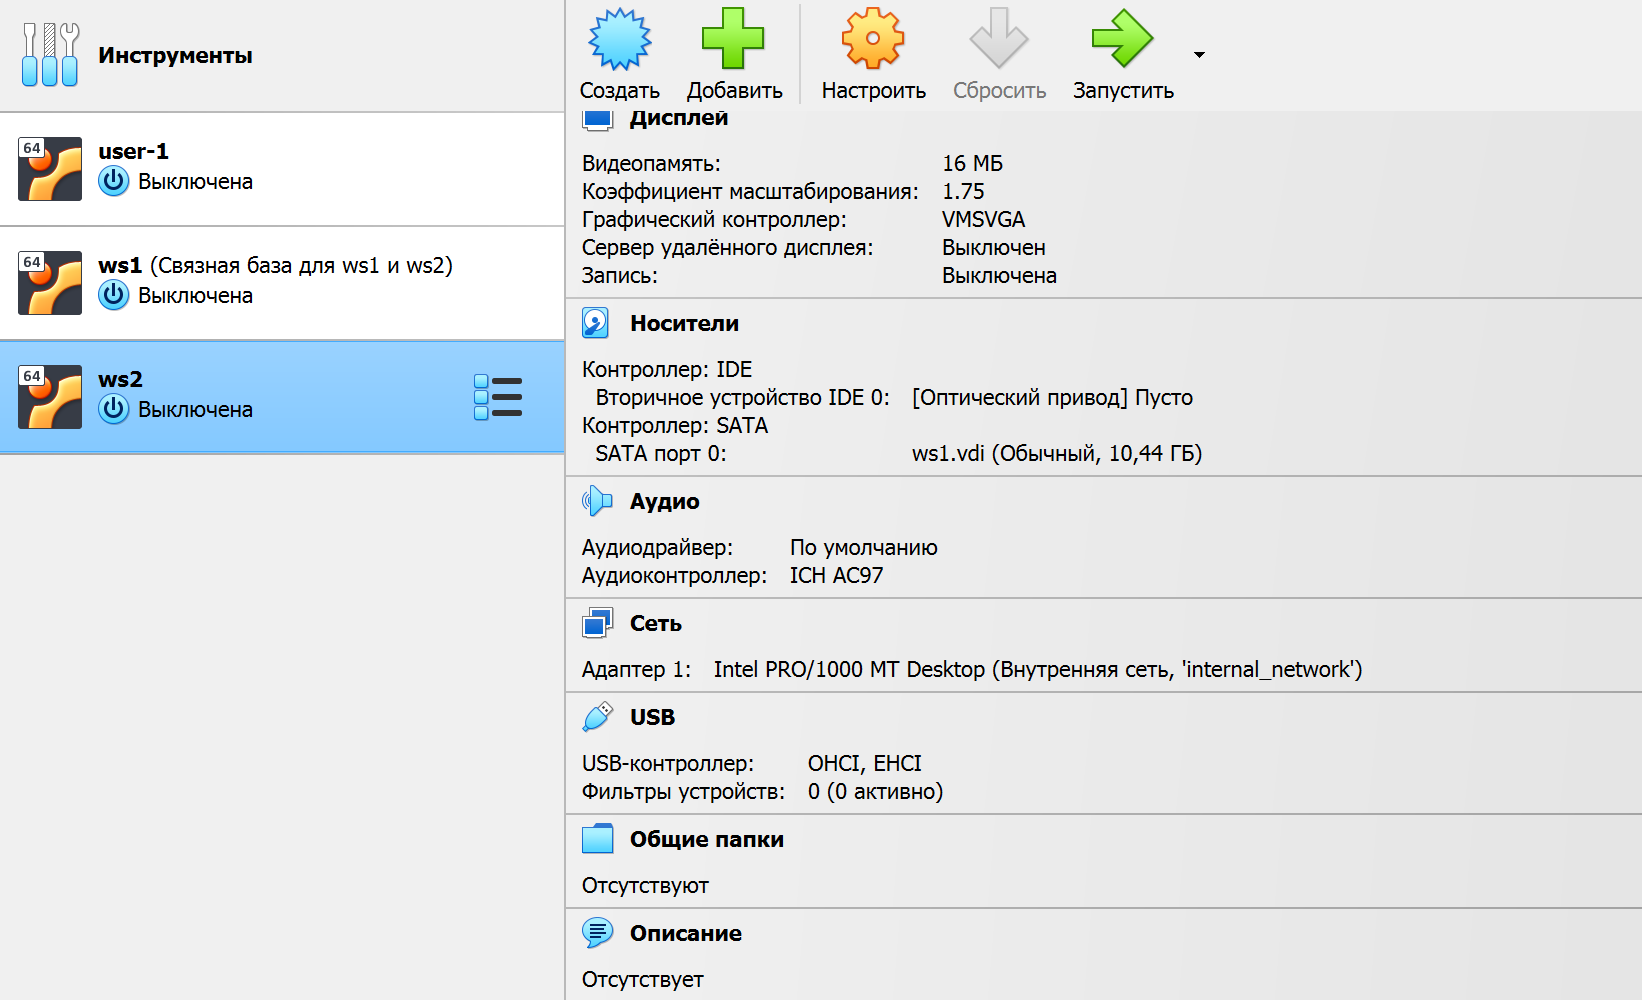 Инструменты
64
user-1
Выключена
64
ws1 (Связная база для ws1 и ws2)
Выключена
64
ws2
Выключена
Создать Добавить Настроить Сбросить Запустить
Дисплей
Видеопамять: 16 МБ
Коэффициент масштабирования: 1.75
Графический контроллер: VMSVGA
Сервер удалённого дисплея: Выключен
Запись: Выключена
Носители
Контроллер: IDE
Вторичное устройство IDE 0: [Оптический привод] Пусто
Контроллер: SATA
SATA порт 0: ws1.vdi (Обычный, 10,44 ГБ)
Аудио
Аудиодрайвер: По умолчанию
Аудиоконтроллер: ICH AC97
Сеть
Адаптер 1: Intel PRO/1000 MT Desktop (Внутренняя сеть, 'internal_network')
USB
USB-контроллер: OHCI, EHCI
Фильтры устройств: 0 (0 активно)
Общие папки
Отсутствуют
Описание
Отсутствует